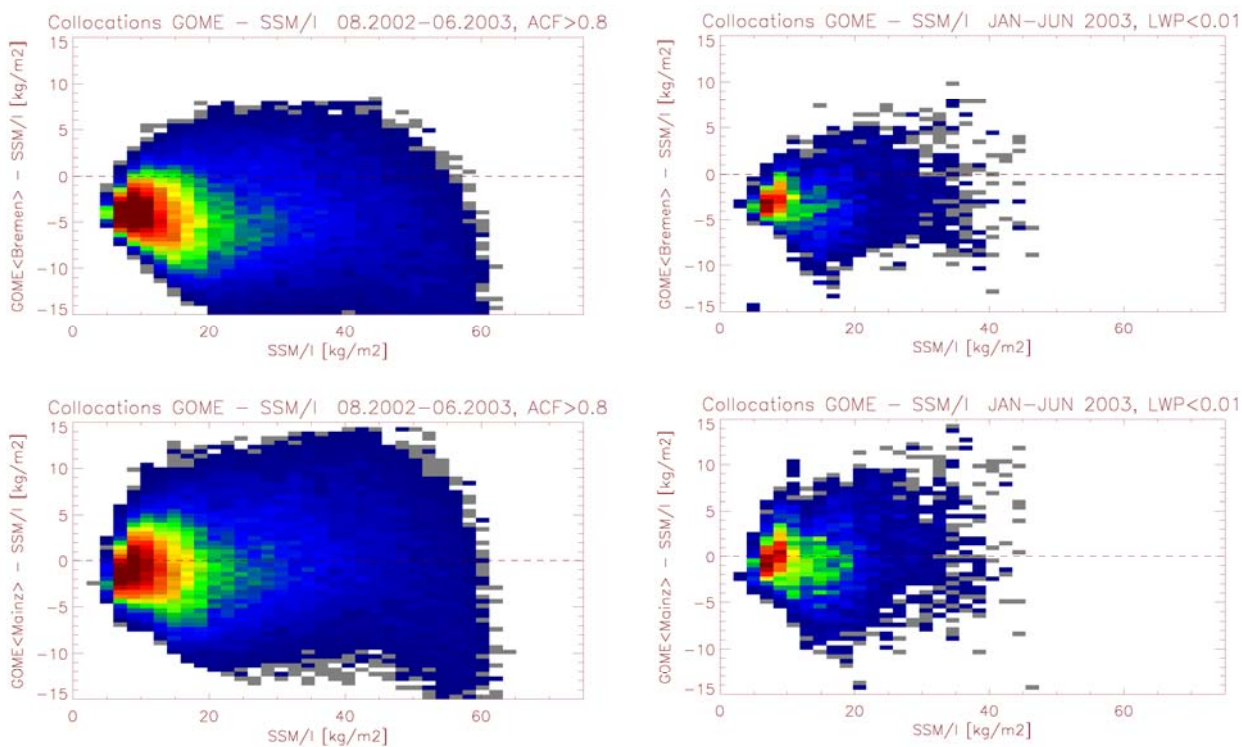 Collocations GOME - SSM/I 08.2002-06.2003, ACF>0.8
GOME<Bremen> - SSM/I [kg/m2]
15
10
5
0
-5
-10
-15
0 20 40 60
SSM/I [kg/m2]
Collocations GOME - SSM/I JAN-JUN 2003, LWP<0.01
GOME<Bremen> - SSM/I [kg/m2]
15
10
5
0
-5
-10
-15
0 20 40 60
SSM/I [kg/m2]
Collocations GOME - SSM/I 08.2002-06.2003, ACF>0.8
GOME<Mainz> - SSM/I [kg/m2]
15
10
5
0
-5
-10
-15
0 20 40 60
SSM/I [kg/m2]
Collocations GOME - SSM/I JAN-JUN 2003, LWP<0.01
GOME<Mainz> - SSM/I [kg/m2]
15
10
5
0
-5
-10
-15
0 20 40 60
SSM/I [kg/m2]